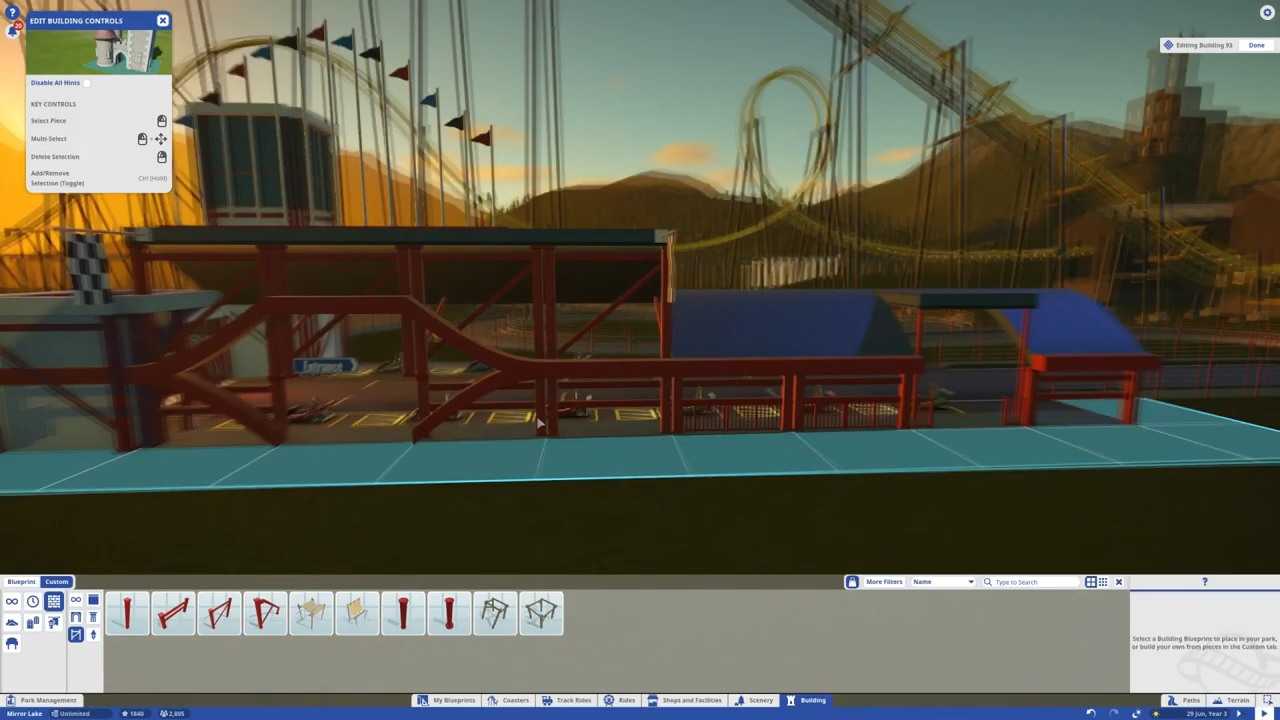 ?
20
EDIT BUILDING CONTROLS
Disable All Hints
KEY CONTROLS
Select Piece
Multi-Select
Delete Selection
Add/Remove
Selection (Toggle)
Ctrl (Hold)
Editing Building 93
Done
Entrance
Blueprint
Custom
More Filters
Name
Type to Search
?
Select a Building Blueprint to place in your park,
or build your own from pieces in the Custom tab.
Park Management
My Blueprints
Coasters
Track Rides
Rides
Shops and Facilities
Scenery
Building
Paths
Terrain
Mirror Lake
Unlimited
1840
2,805
29 Jun, Year 3